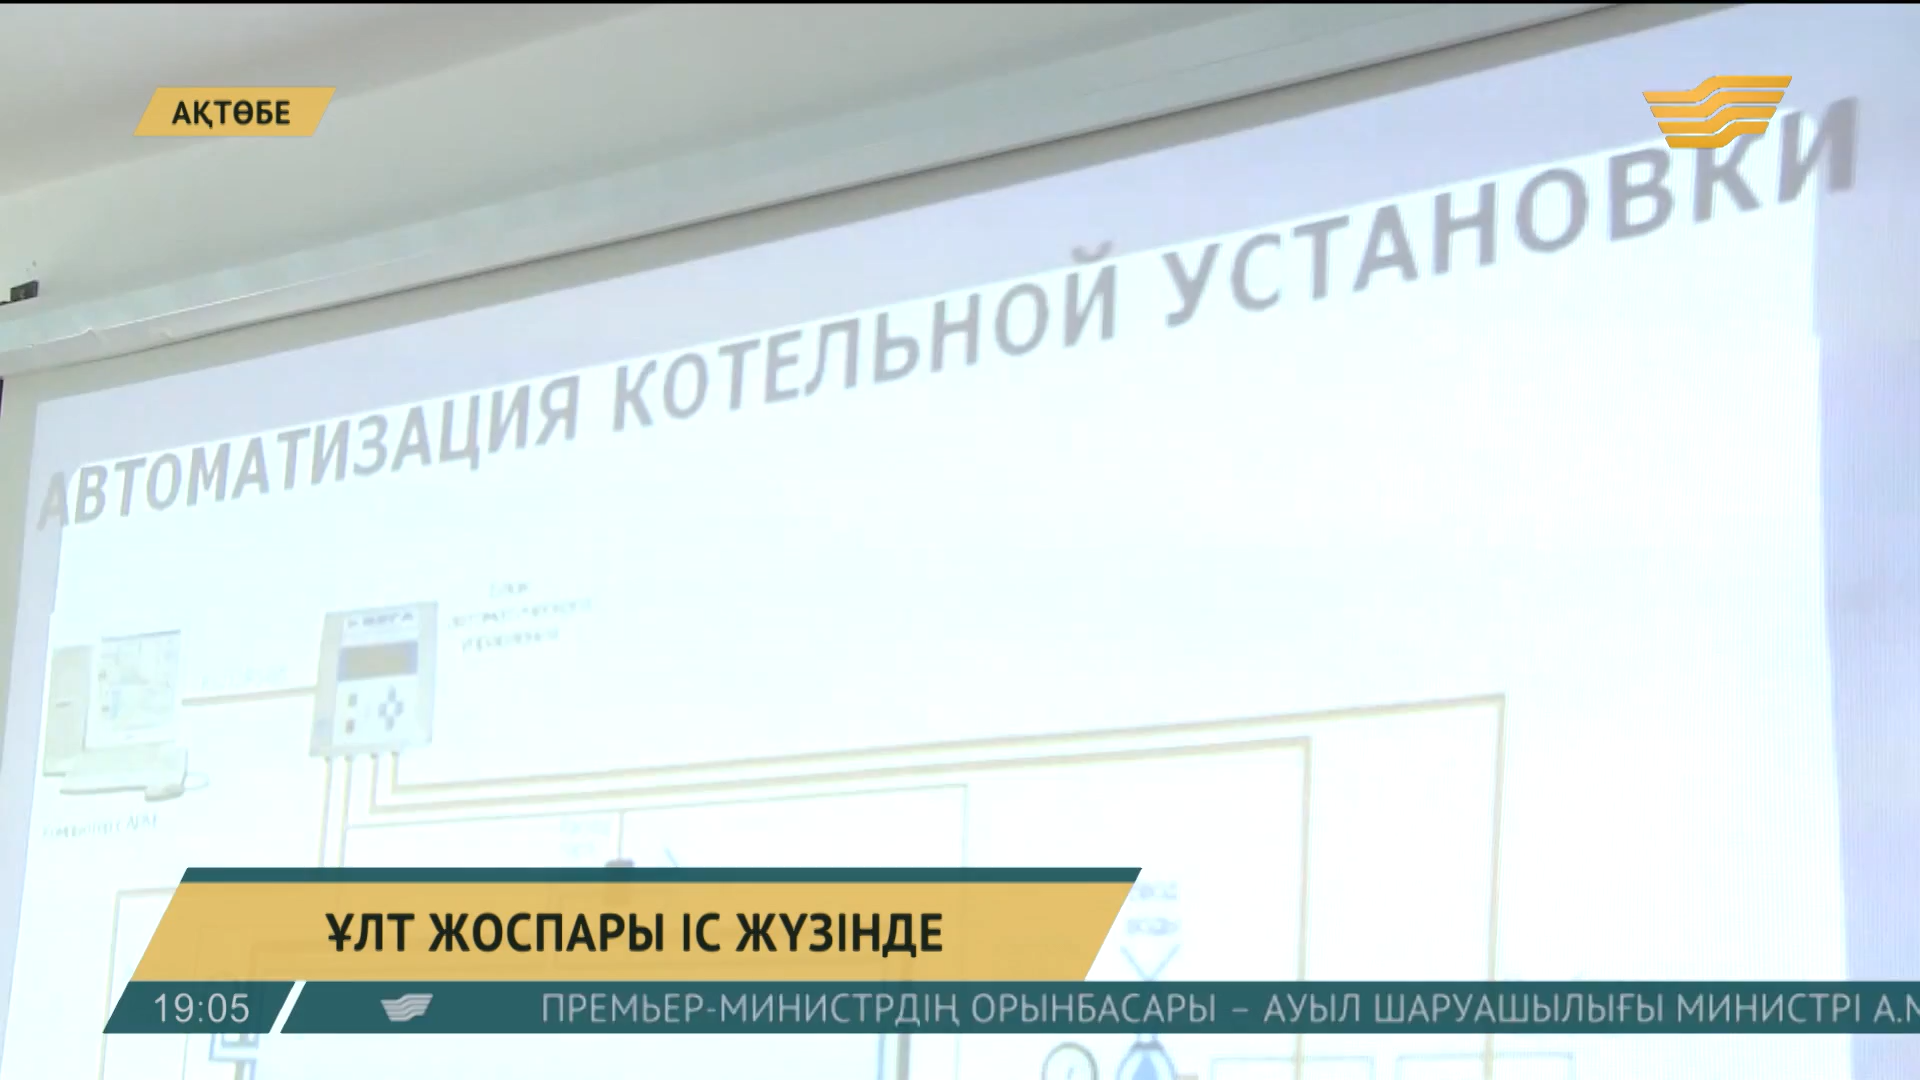 АҚТӨБЕ
АВТОМАТИЗАЦИЯ КОТЕЛЬНОЙ УСТАНОВКИ
ҰЛТ ЖОСПАРЫ ІС ЖҮЗІНДЕ
19:05
ПРЕМЬЕР-МИНИСТРДІҢ ОРЫНБАСАРЫ – АУЫЛ ШАРУАШЫЛЫҒЫ МИНИСТРІ А.М